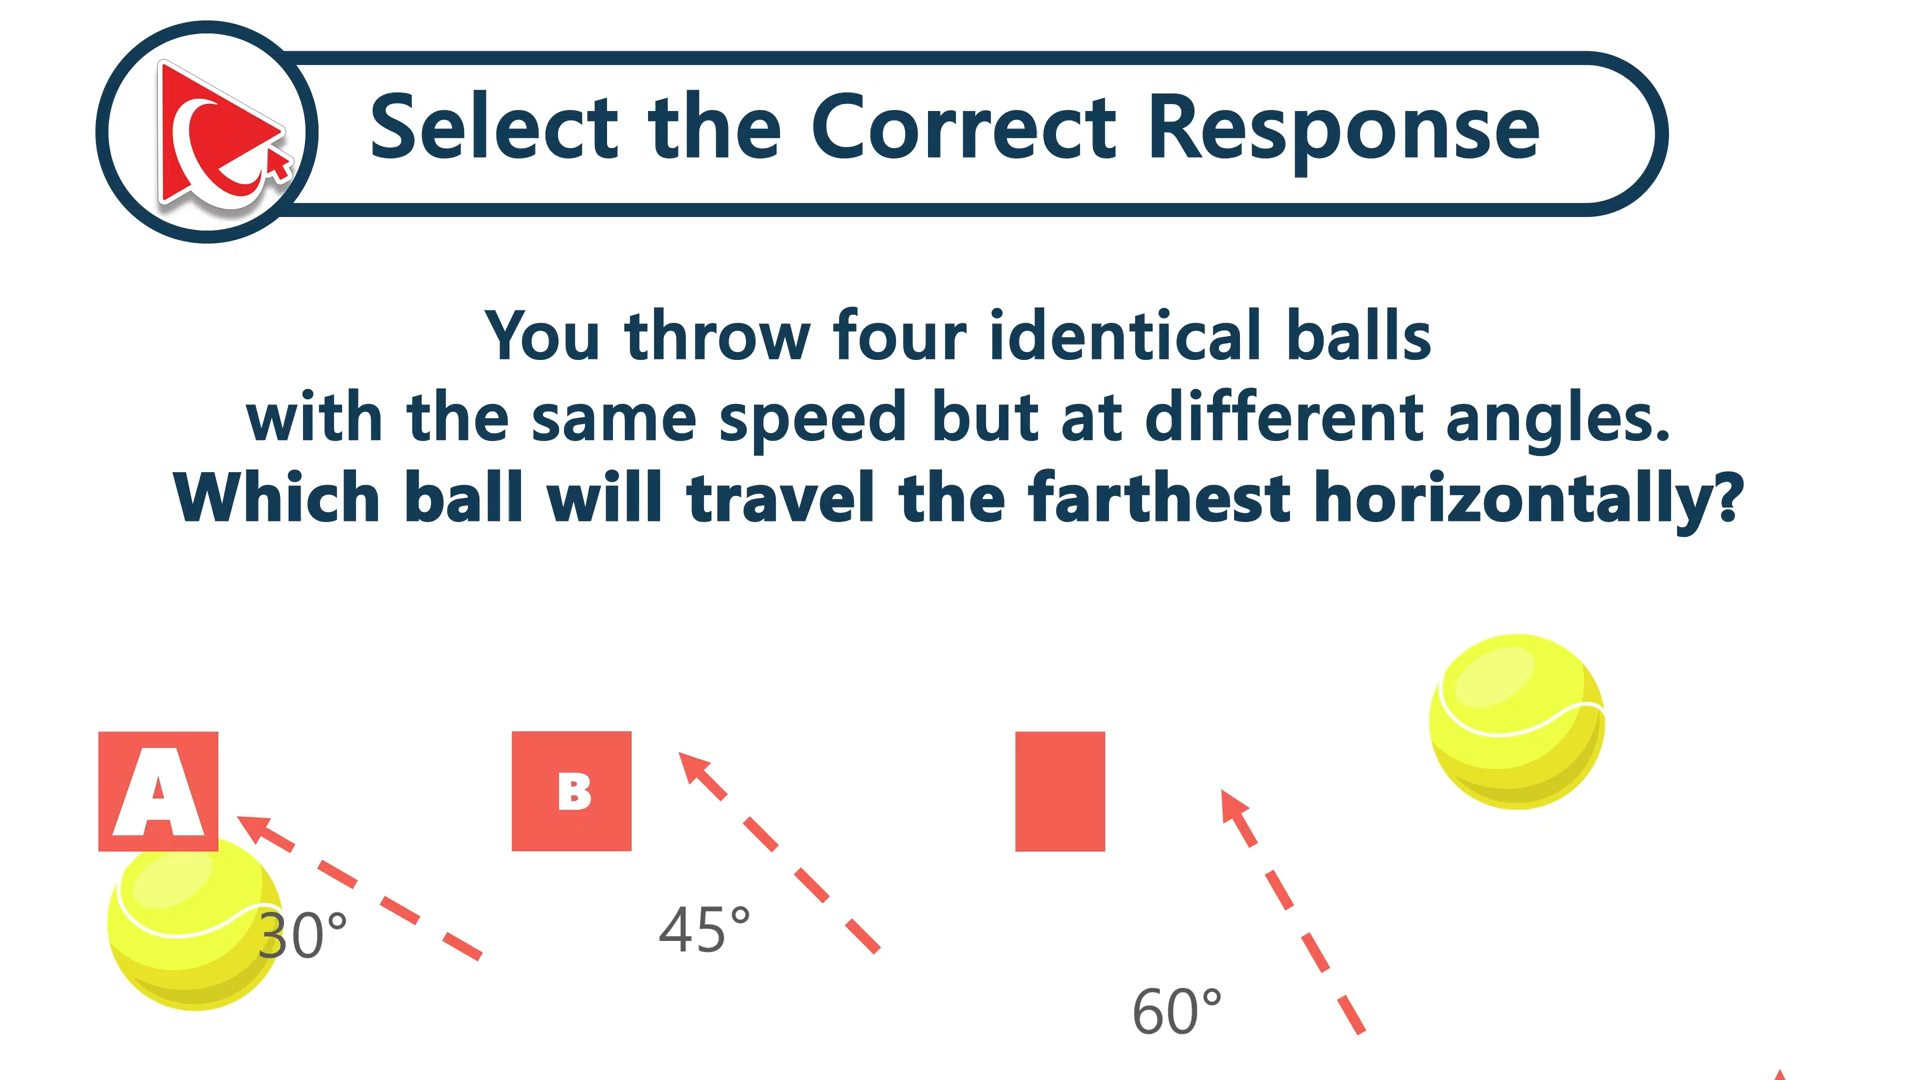 Select the Correct Response
You throw four identical balls
with the same speed but at different angles.
Which ball will travel the farthest horizontally?
A
B
30°
45°
60°